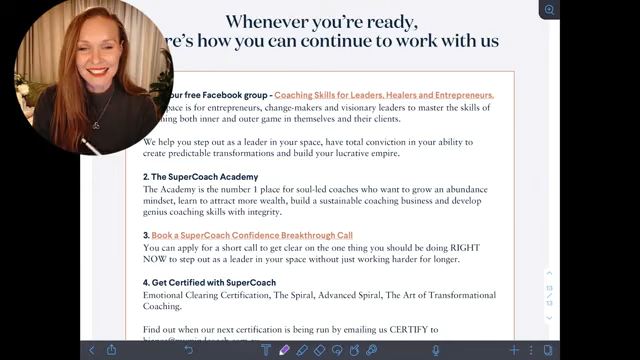 Whenever you're ready,
here's how you can continue to work with us
our free Facebook group - Coaching Skills for Leaders, Healers and Entrepreneurs.
space is for entrepreneurs, change-makers and visionary leaders to master the skills of
both inner and outer game in themselves and their clients.
We help you step out as a leader in your space, have total conviction in your ability to
create predictable transformations and build your lucrative empire.
2. The SuperCoach Academy
The Academy is the number 1 place for soul-led coaches who want to grow an abundance
mindset, learn to attract more wealth, build a sustainable coaching business and develop
genius coaching skills with integrity.
3. Book a SuperCoach Confidence Breakthrough Call
You can apply for a short call to get clear on the one thing you should be doing RIGHT
NOW to step out as a leader in your space without just working harder for longer.
4. Get Certified with SuperCoach
Emotional Clearing Certification, The Spiral, Advanced Spiral, The Art of Transformational
Coaching.
Find out when our next certification is being run by emailing us CERTIFY to
13
13